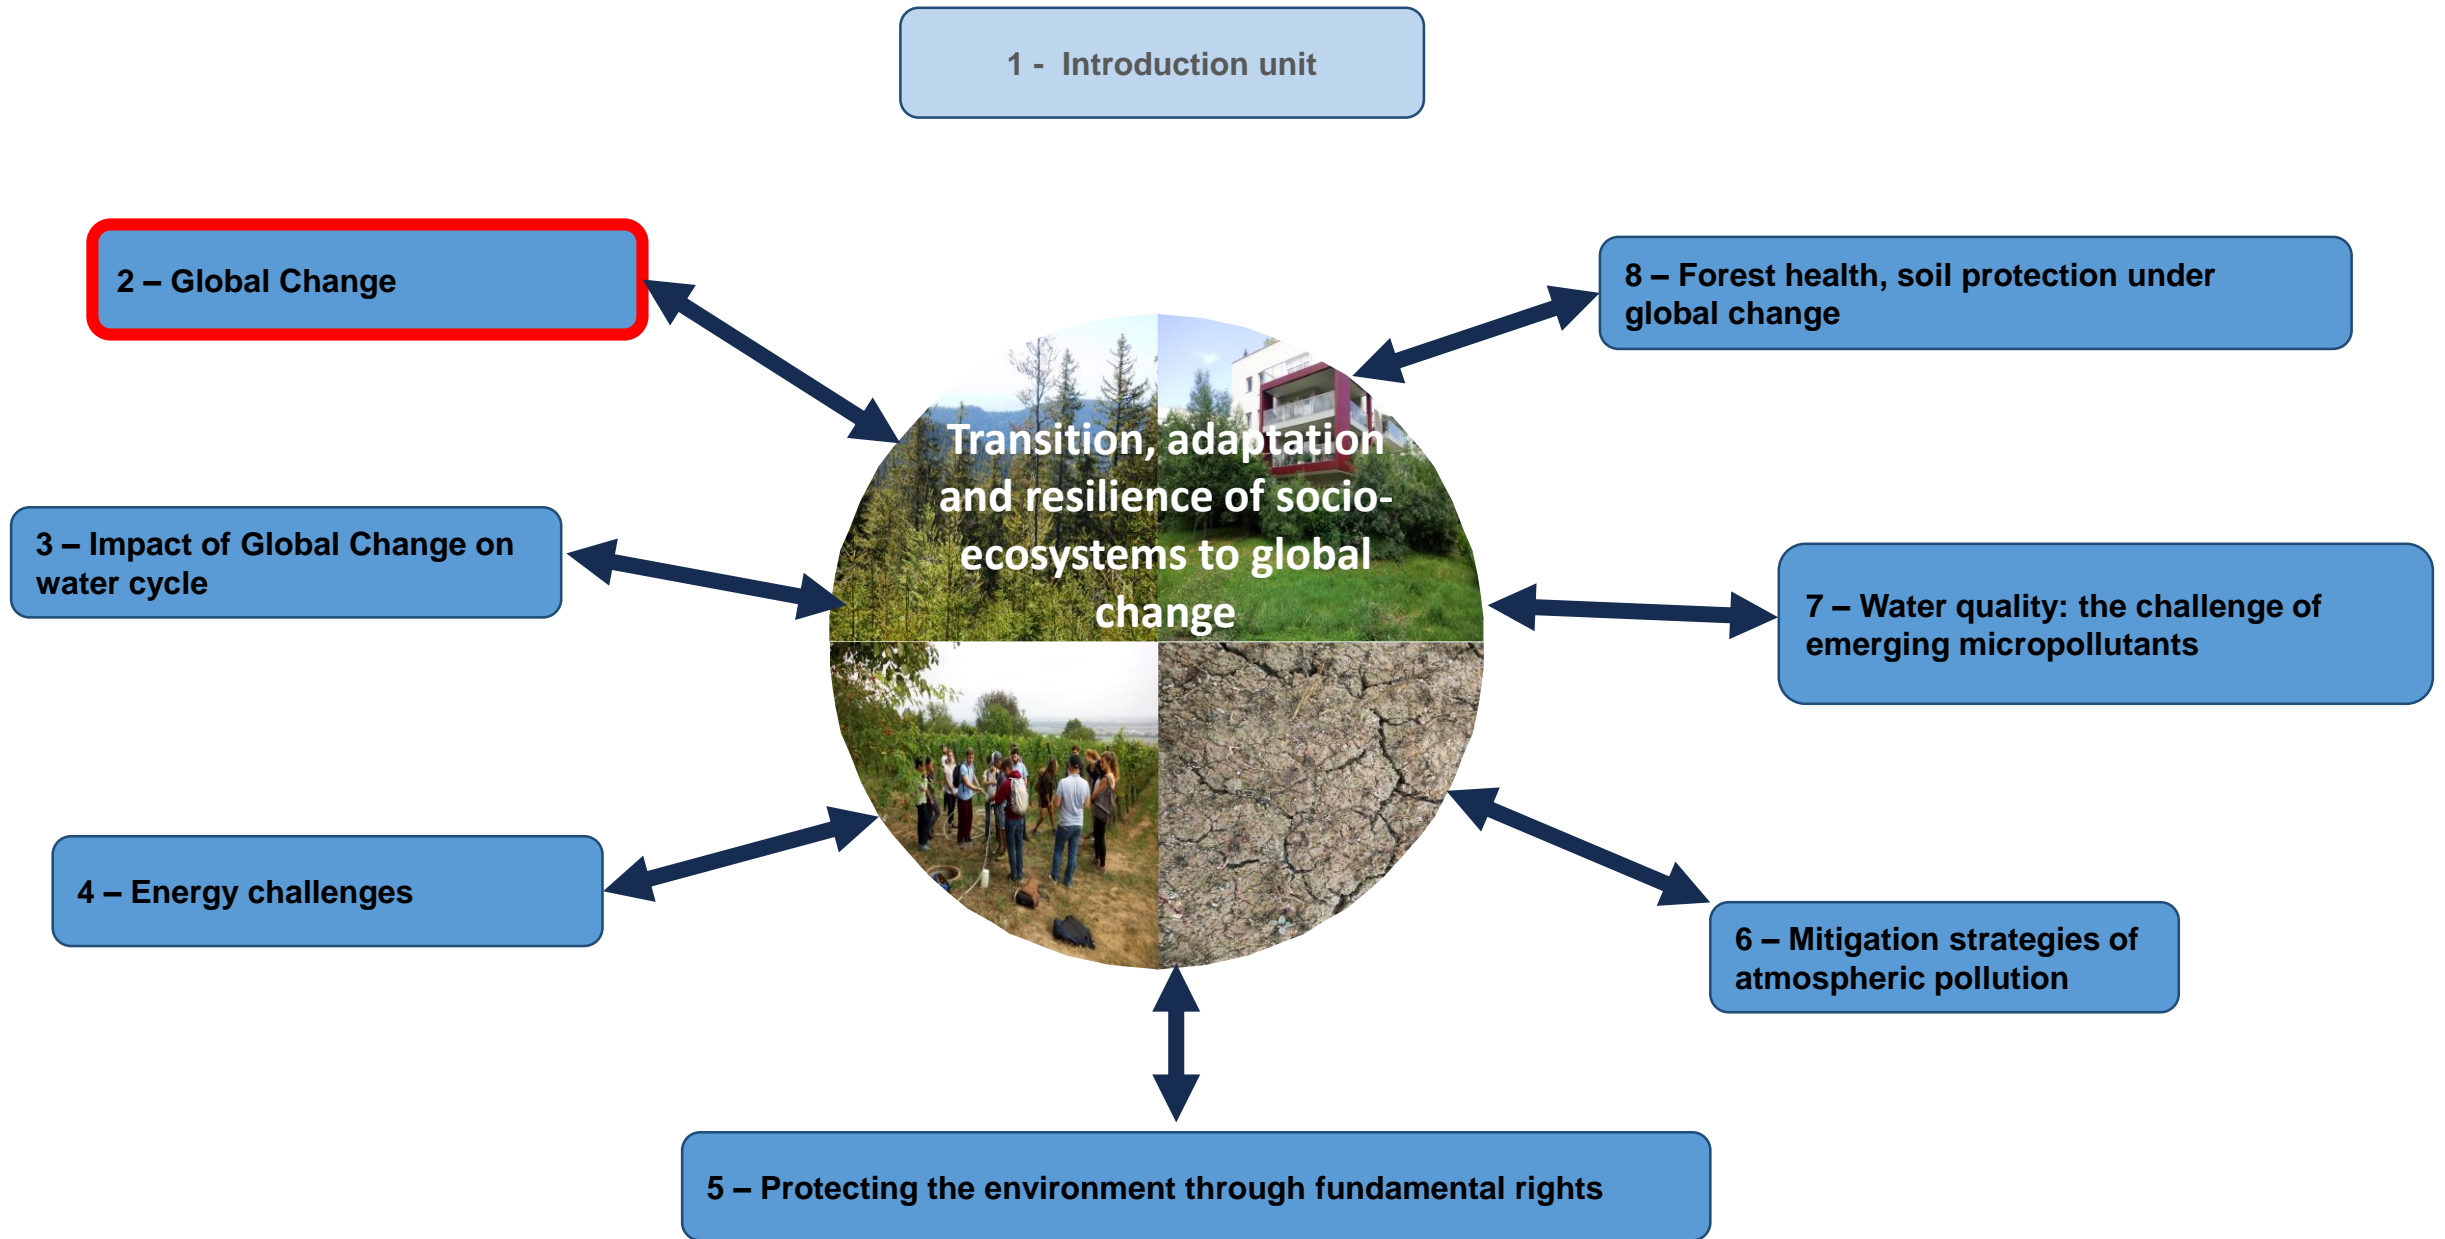 1 -  Introduction unit
2 – Global Change
8 – Forest health, soil protection under
global change
Transition, adaptation
and resilience of socio-
ecosystems to global
change
3 – Impact of Global Change on
water cycle
7 – Water quality: the challenge of
emerging micropollutants
4 – Energy challenges
6 – Mitigation strategies of
atmospheric pollution
5 – Protecting the environment through fundamental rights